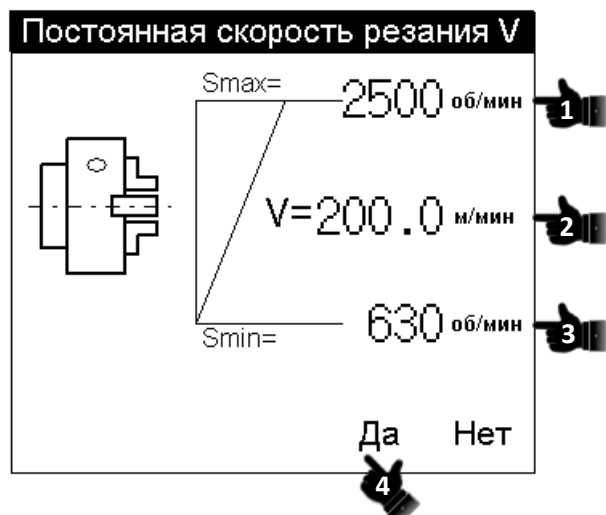 Постоянная скорость резания V
Smax= 2500 об/мин 1
V=200.0 м/мин 2
630 об/мин 3
Smin=
Да Нет
4